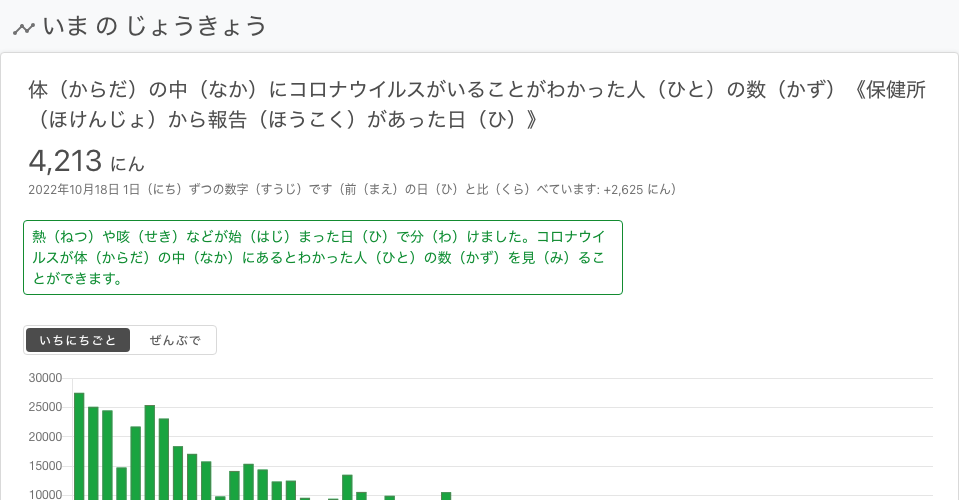 いま の じょうきょう
体（からだ）の中（なか）にコロナウイルスがいることがわかった人（ひと）の数（かず）《保健所
（ほけんじょ）から報告（ほうこく）があった日（ひ）》
4,213 にん
2022年10月18日 1日（にち）ずつの数字（すうじ）です（前（まえ）の日（ひ）と比（くら）べています: +2,625 にん）
熱（ねつ）や咳（せき）などが始（はじ）まった日（ひ）で分（わ）けました。コロナウイ
ルスが体（からだ）の中（なか）にあるとわかった人（ひと）の数（かず）を見（み）るこ
とができます。
いちにちごと ぜんぶで
30000
25000
20000
15000
10000